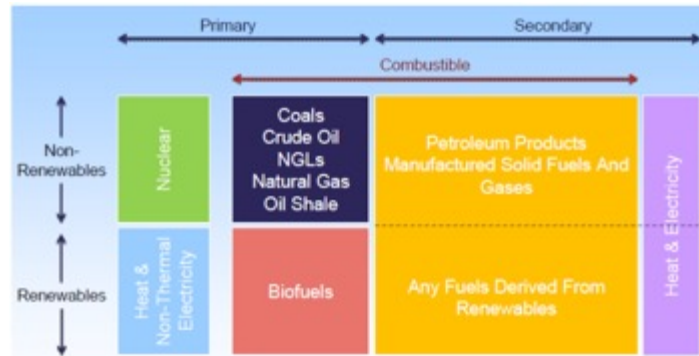 Primary
Secondary
Combustible
Non-
Renewables
Nuclear
Coals
Crude Oil
NGLs
Natural Gas
Oil Shale
Petroleum Products
Manufactured Solid Fuels And
Gases
Heat & Electricity
Renewables
Heat &
Non-Thermal
Electricity
Biofuels
Any Fuels Derived From
Renewables